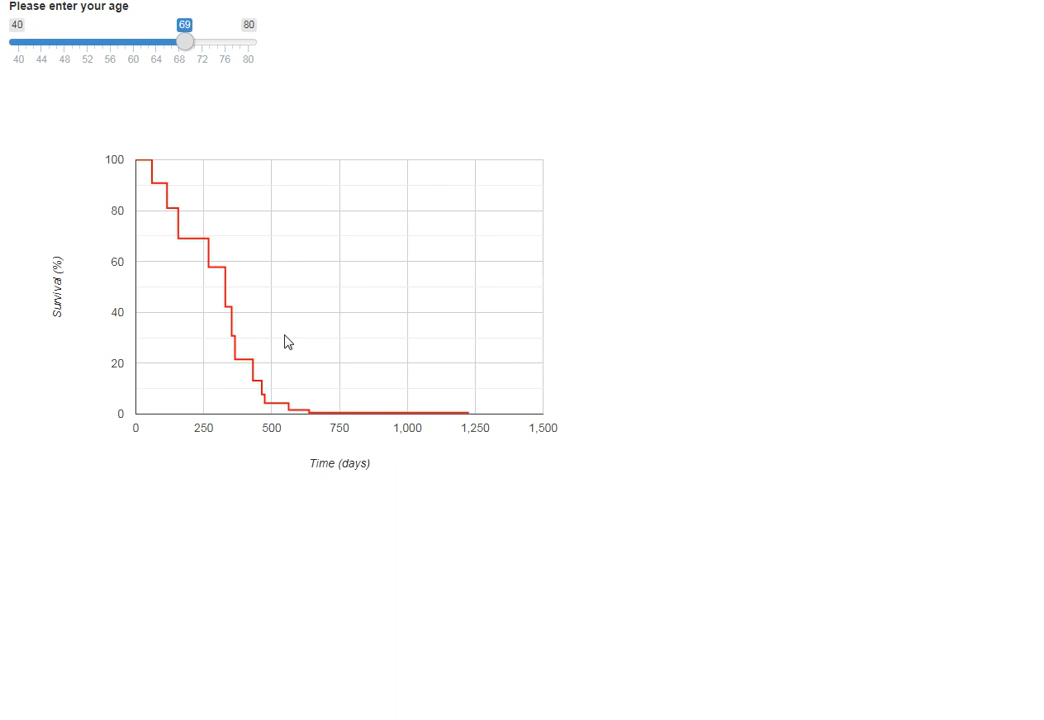 Please enter your age
40 69 80
40 44 48 52 56 60 64 68 72 76 80
100
80
60
40
20
0
Survival (%)
0 250 500 750 1,000 1,250 1,500
Time (days)